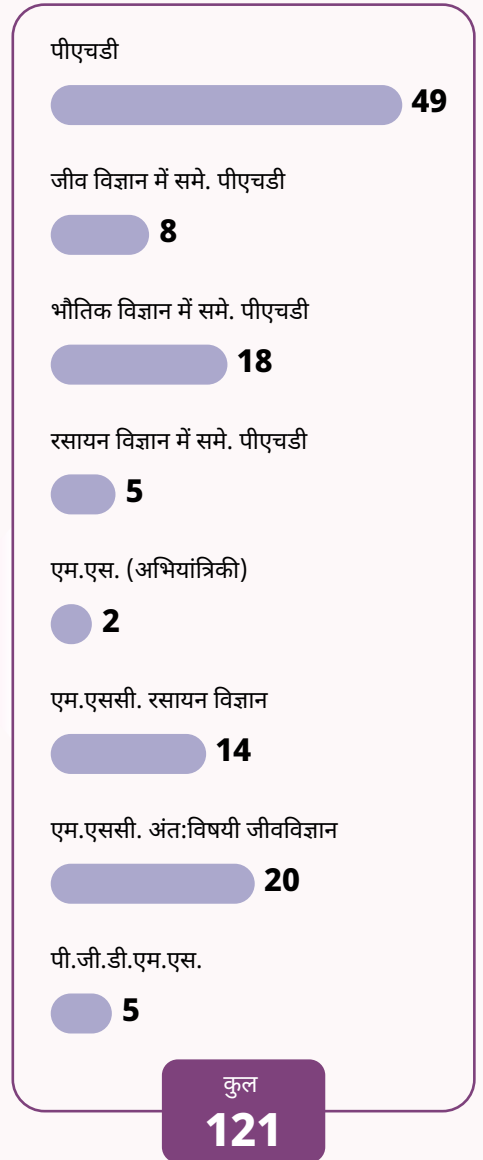 पीएचडी
49
जीव विज्ञान में समे. पीएचडी
8
भौतिक विज्ञान में समे. पीएचडी
18
रसायन विज्ञान में समे. पीएचडी
5
एम.एस. (अभियांत्रिकी)
2
एम.एससी. रसायन विज्ञान
14
एम.एससी. अंत:विषयी जीवविज्ञान
20
पी.जी.डी.एम.एस.
5
कुल
121